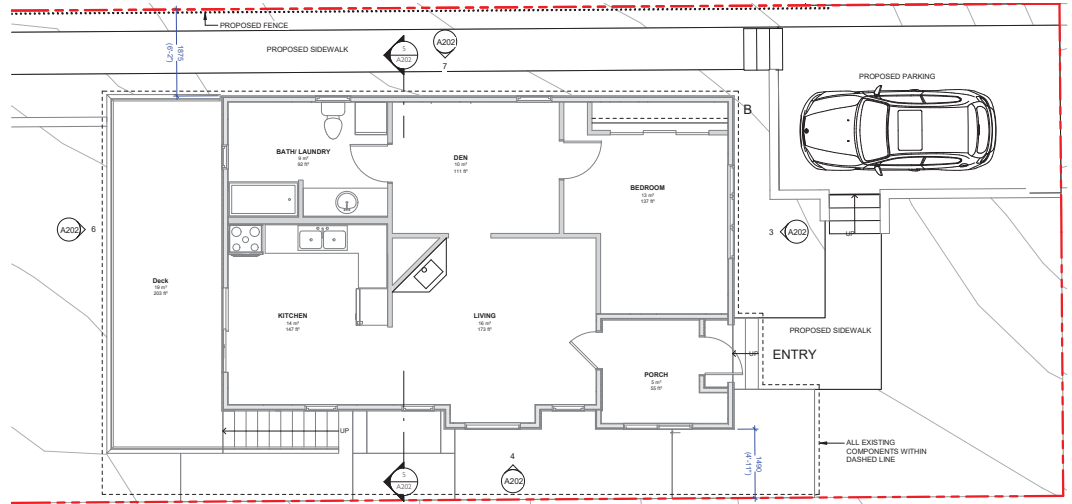 PROPOSED FENCE
1875
(6'-2")
PROPOSED SIDEWALK
5
A202
A202
7
PROPOSED PARKING
B
BATH/ LAUNDRY
9 m²
92 ft²
DEN
10 m²
111 ft²
BEDROOM
13 m²
137 ft²
A202
6
3
A202
UP
Deck
19 m²
203 ft²
KITCHEN
14 m²
147 ft²
LIVING
16 m²
173 ft²
PROPOSED SIDEWALK
UP
ENTRY
PORCH
5 m²
55 ft²
UP
4
A202
5
A202
1490
(4'-11")
ALL EXISTING
COMPONENTS WITHIN
DASHED LINE